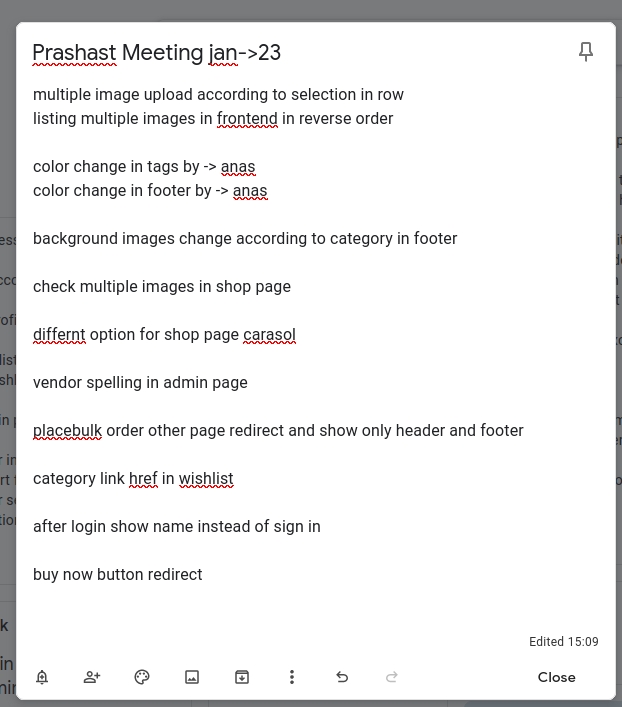 Prashast Meeting jan->23
multiple image upload according to selection in row
listing multiple images in frontend in reverse order
color change in tags by -> anas
color change in footer by -> anas
background images change according to category in footer
check multiple images in shop page
differnt option for shop page carasol
vendor spelling in admin page
placebulk order other page redirect and show only header and footer
category link href in wishlist
after login show name instead of sign in
buy now button redirect
Edited 15:09
Close